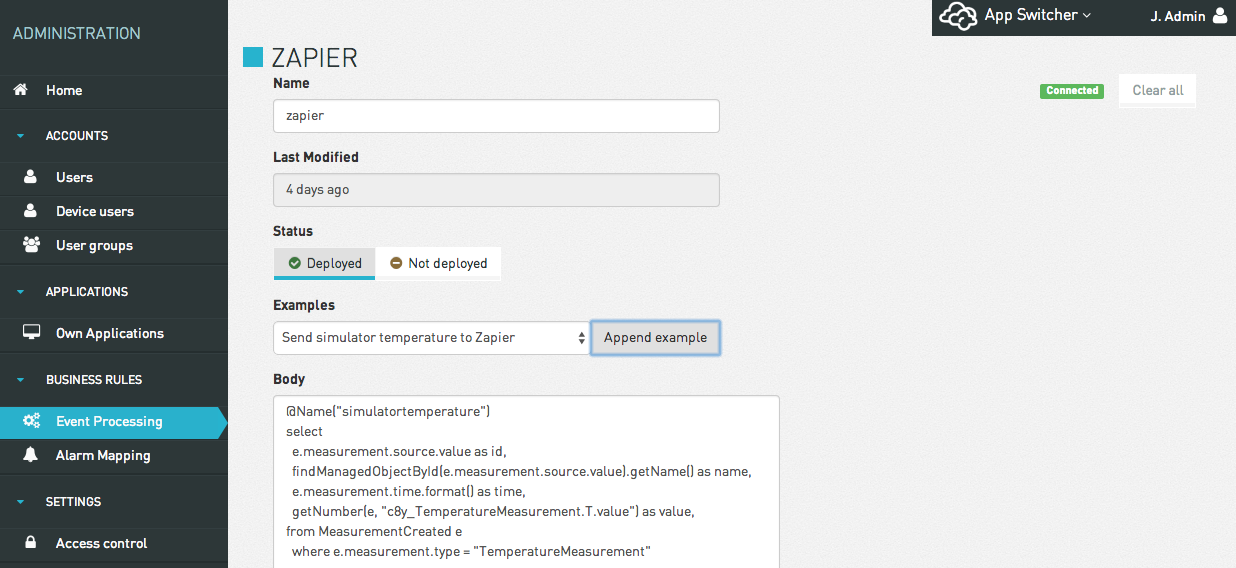 ADMINISTRATION
Home
ACCOUNTS
Users
Device users
User groups
APPLICATIONS
Own Applications
BUSINESS RULES
Event Processing
Alarm Mapping
SETTINGS
Access control
App Switcher
J. Admin
ZAPIER
Connected
Clear all
Name
zapier
Last Modified
4 days ago
Status
Deployed
Not deployed
Examples
Send simulator temperature to Zapier
Append example
Body
@Name("simulatortemperature")
select
e.measurement.source.value as id,
findManagedObjectById(e.measurement.source.value).getName() as name,
e.measurement.time.format() as time,
getNumber(e, "c8y_TemperatureMeasurement.T.value") as value,
from MeasurementCreated e
where e.measurement.type = "TemperatureMeasurement"